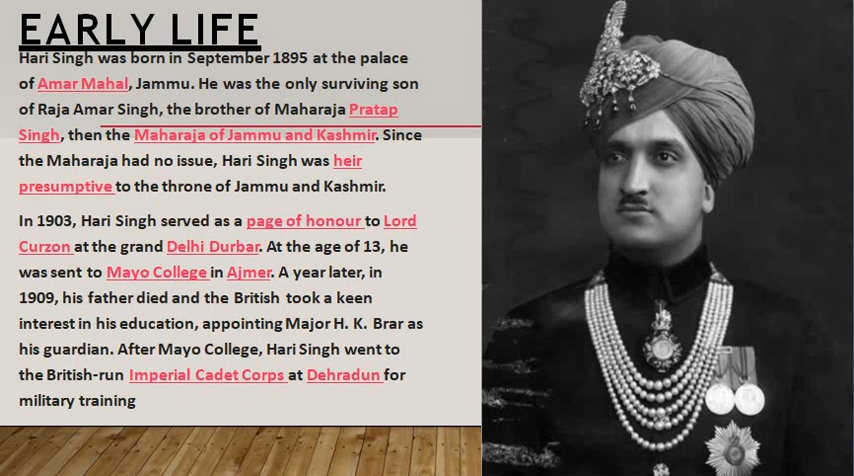 EARLY LIFE
Hari Singh was born in September 1895 at the palace
of Amar Mahal, Jammu. He was the only surviving son
of Raja Amar Singh, the brother of Maharaja Pratap
Singh, then the Maharaja of Jammu and Kashmir. Since
the Maharaja had no issue, Hari Singh was heir
presumptive to the throne of Jammu and Kashmir.
In 1903, Hari Singh served as a page of honour to Lord
Curzon at the grand Delhi Durbar. At the age of 13, he
was sent to Mayo College in Ajmer. A year later, in
1909, his father died and the British took a keen
interest in his education, appointing Major H. K. Brar as
his guardian. After Mayo College, Hari Singh went to
the British-run Imperial Cadet Corps at Dehradun for
military training